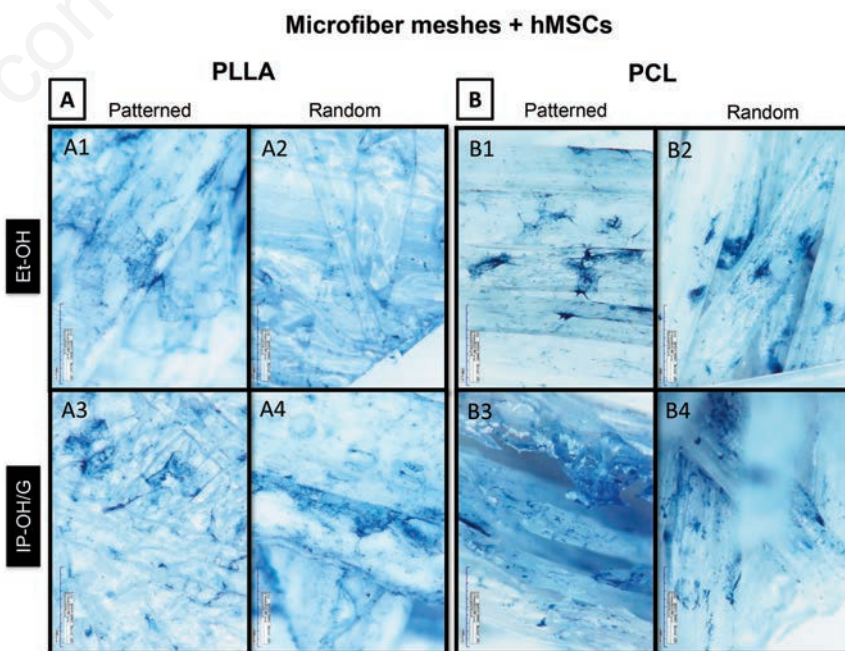 Microfiber meshes + hMSCs
PLLA
PCL
A
Patterned
Random
B
Patterned
Random
Et-OH
A1
A2
B1
B2
IP-OH/G
A3
A4
B3
B4